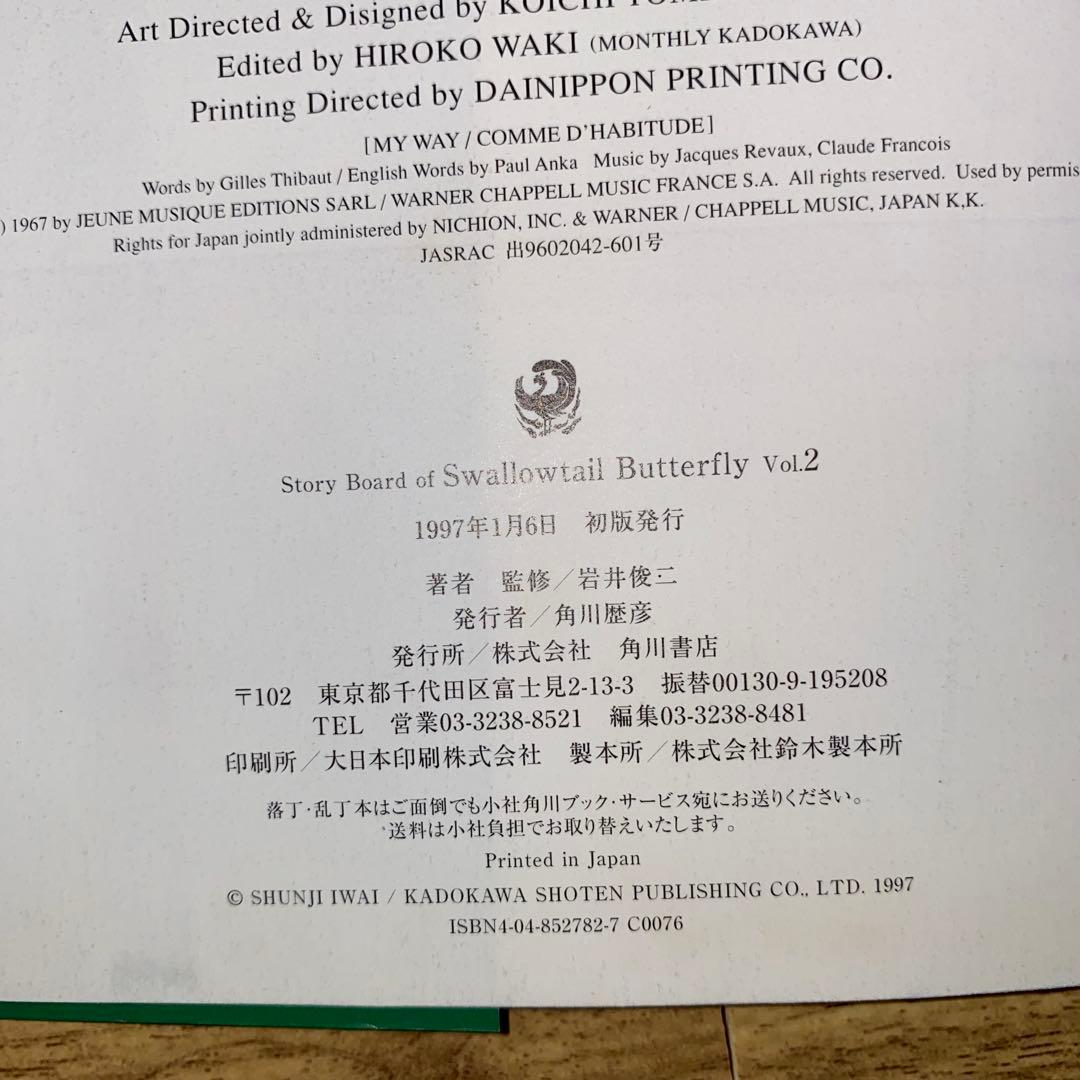 Art Directed & Disigned by KOICHI
Edited by HIROKO WAKI (MONTHLY KADOKAWA)
Printing Directed by DAINIPPON PRINTING CO.
[MY WAY / COMME D'HABITUDE]
Words by Gilles Thibaut / English Words by Paul Anka Music by Jacques Revaux, Claude Francois
) 1967 by JEUNE MUSIQUE EDITIONS SARL / WARNER CHAPPELL MUSIC FRANCE S.A. All rights reserved. Used by permis
Rights for Japan jointly administered by NICHION, INC. & WARNER / CHAPPELL MUSIC, JAPAN K,K.
JASRAC 出9602042-601号
Story Board of Swallowtail Butterfly Vol.2
1997年1月6日 初版発行
著者 監修／岩井俊二
発行者／角川歴彦
発行所／株式会社 角川書店
〒102 東京都千代田区富士見2-13-3 振替00130-9-195208
TEL 営業03-3238-8521 編集03-3238-8481
印刷所／大日本印刷株式会社 製本所／株式会社鈴木製本所
落丁・乱丁本はご面倒でも小社角川ブック・サービス宛にお送りください。
送料は小社負担でお取り替えいたします。
Printed in Japan
© SHUNJI IWAI / KADOKAWA SHOTEN PUBLISHING CO., LTD. 1997
ISBN4-04-852782-7 C0076